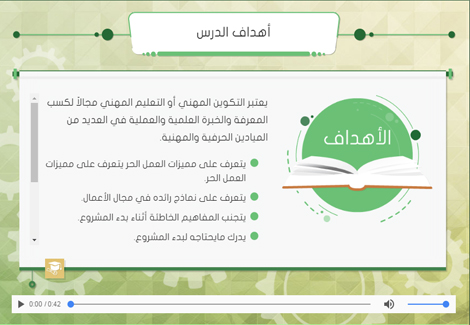 أهداف الدرس
الأهداف
يعتبر التكوين المهني أو التعليم المهني مجالاً لكسب
المعرفة والخبرة العلمية والعملية في العديد من
الميادين الحرفية والمهنية.
يتعرف على مميزات العمل الحر يتعرف على مميزات
العمل الحر.
يتعرف على نماذج رائده في مجال الأعمال.
يتجنب المفاهيم الخاطئة أثناء بدء المشروع.
يدرك مايحتاجه لبدء المشروع.
0:00 / 0:42